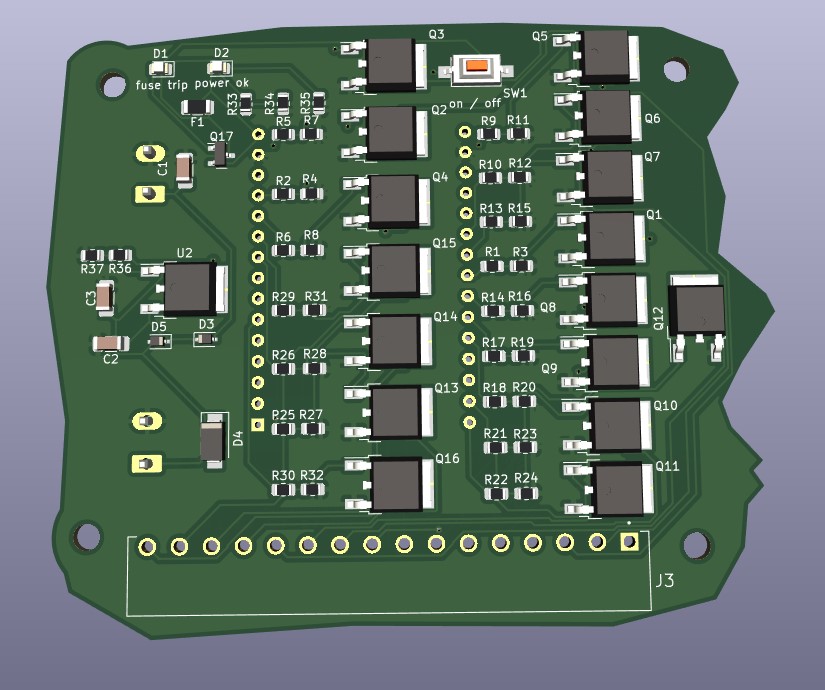 D1
D2
Q3
Q5
fuse trip
power ok
SW1
on / off
F1
R33
R34
R35
Q2
Q6
Q17
R5
R7
R9
R11
C1
Q7
R2
R4
Q4
R10
R12
R13
R15
Q1
R6
R8
Q15
R1
R3
U2
R37
R36
C3
R29
R31
Q14
R14
R16
Q8
Q12
D5
D3
C2
R26
R28
R17
R19
Q9
Q13
R18
R20
Q10
R25
R27
D4
R21
R23
Q16
Q11
R30
R32
R22
R24
J3